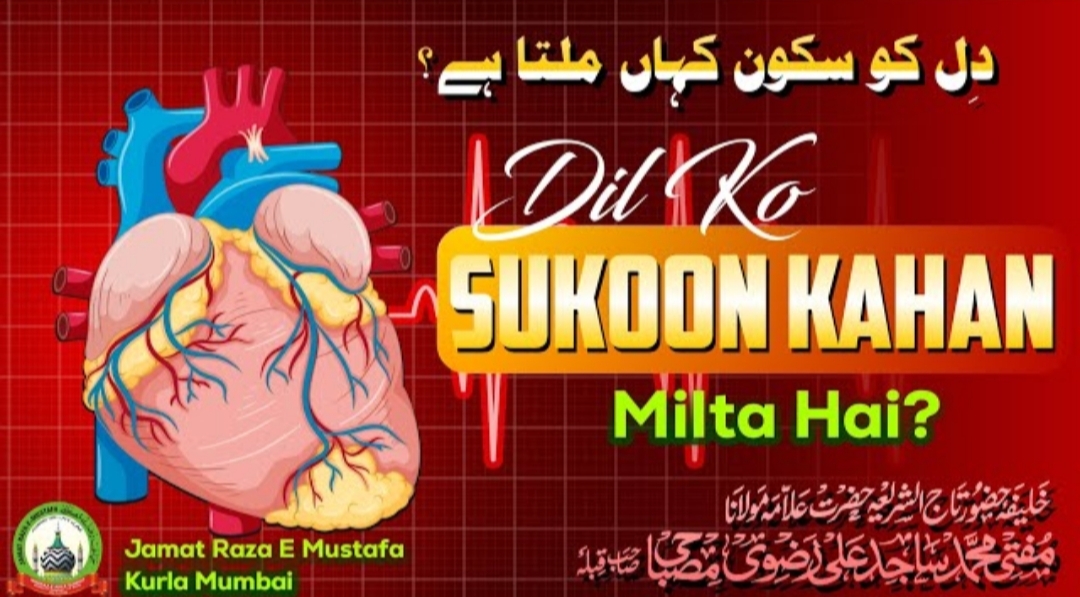 دِل کو سکون کہاں ملتا ہے؟
Dil Ko
SUKOON KAHAN
Milta Hai?
خلیفۂ حضور تاج الشریعہ حضرت علامہ مولانا
مفتی محمد ساجد علی رضوی مصباحی صاحب قبلہ
Jamat Raza E Mustafa
Kurla Mumbai